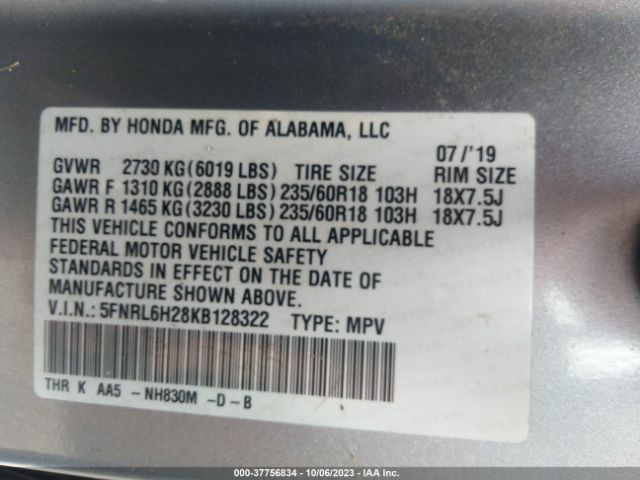 MFD. BY HONDA MFG. OF ALABAMA, LLC
07 /'19
GVWR 2730 KG(6019 LBS) TIRE SIZE RIM SIZE
GAWR F 1310 KG(2888 LBS) 235/60R18 103H 18X7.5J
GAWR R 1465 KG(3230 LBS) 235/60R18 103H 18X7.5J
THIS VEHICLE CONFORMS TO ALL APPLICABLE
FEDERAL MOTOR VEHICLE SAFETY
STANDARDS IN EFFECT ON THE DATE OF
MANUFACTURE SHOWN ABOVE.
V.I.N.: 5FNRL6H28KB128322 TYPE: MPV
THR K AA5 -NH830M -D-B
000-37756834 - 10/06/2023 - IAA Inc.